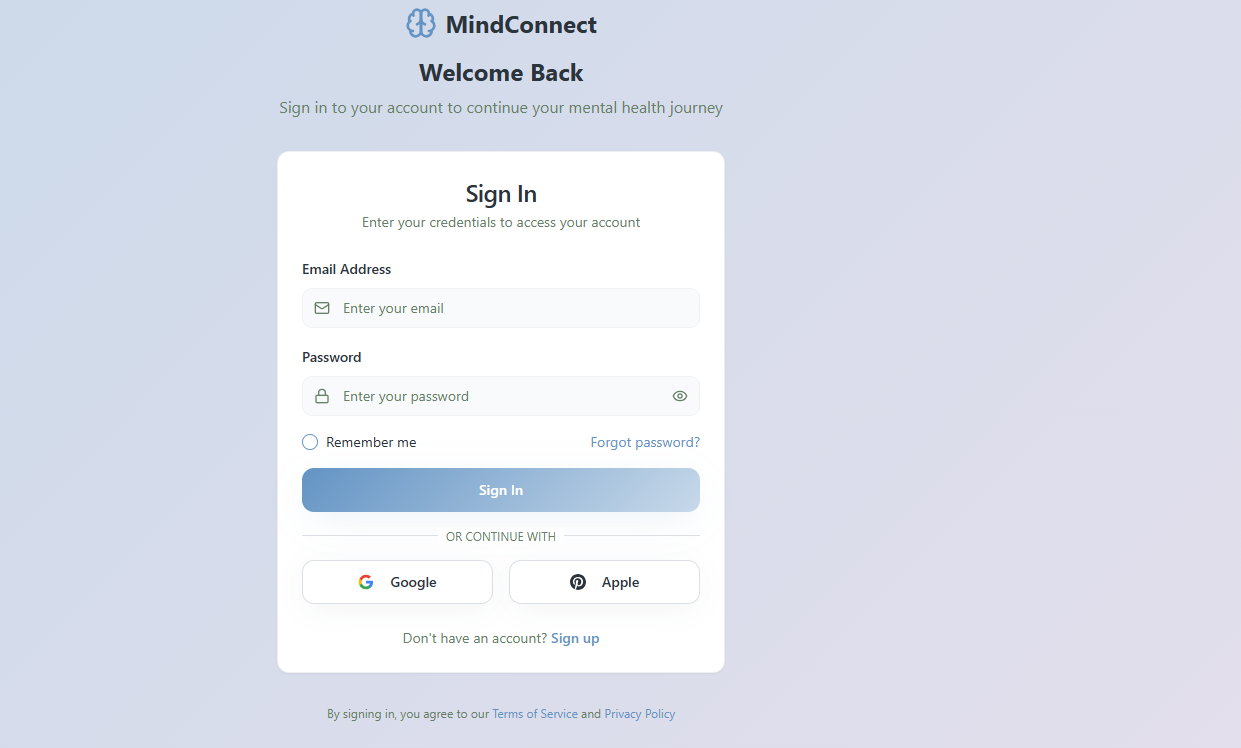 MindConnect
Welcome Back
Sign in to your account to continue your mental health journey
Sign In
Enter your credentials to access your account
Email Address
Enter your email
Password
Enter your password
Remember me
Forgot password?
Sign In
OR CONTINUE WITH
Google
Apple
Don't have an account? Sign up
By signing in, you agree to our Terms of Service and Privacy Policy